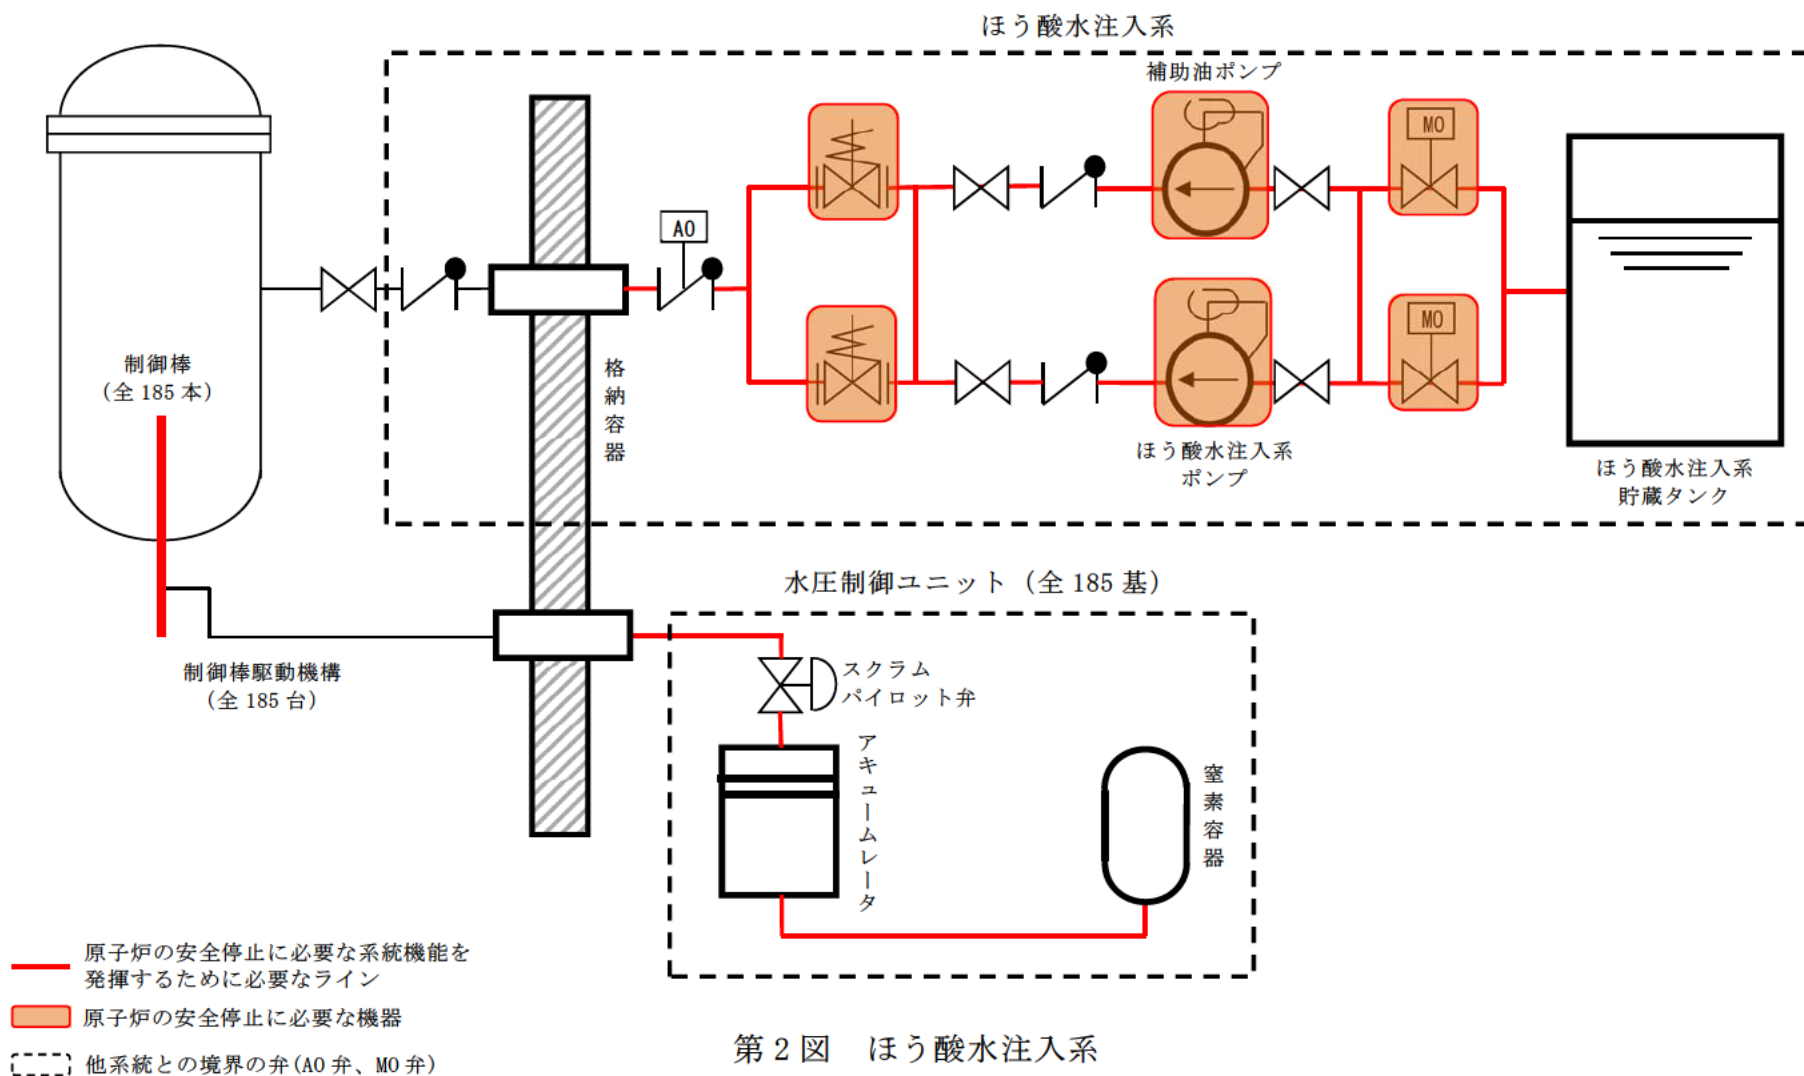 ほう酸水注入系
補助油ポンプ
MO
AO
MO
制御棒
(全 185 本)
格納容器
ほう酸水注入系
ポンプ
ほう酸水注入系
貯蔵タンク
水圧制御ユニット（全 185 基）
制御棒駆動機構
（全 185 台）
スクラム
パイロット弁
アキュームレータ
窒素容器
原子炉の安全停止に必要な系統機能を
発揮するために必要なライン
原子炉の安全停止に必要な機器
他系統との境界の弁(AO 弁、MO 弁)
第２図　ほう酸水注入系